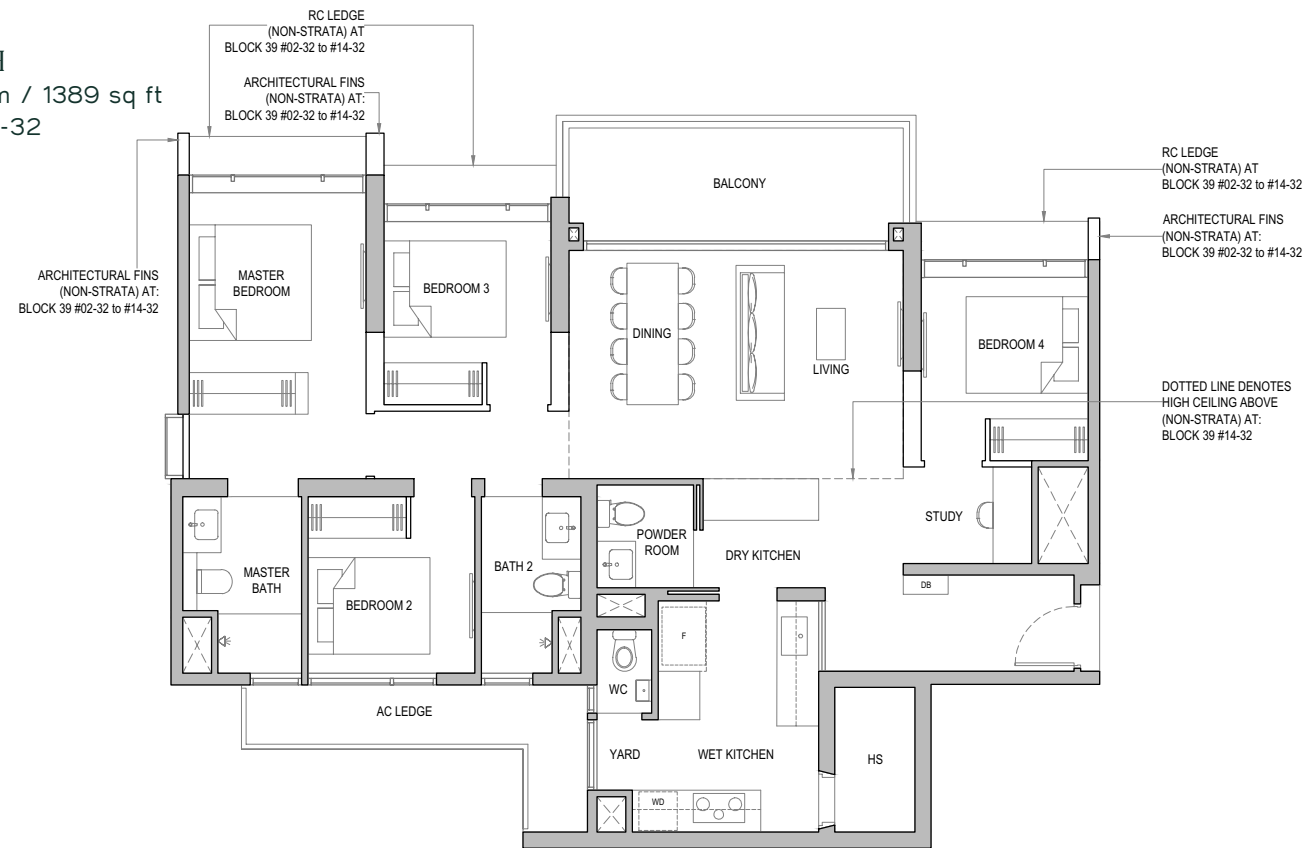 m / 1389 sq ft
-32
RC LEDGE
(NON-STRATA) AT
BLOCK 39 #02-32 to #14-32
ARCHITECTURAL FINS
(NON-STRATA) AT:
BLOCK 39 #02-32 to #14-32
ARCHITECTURAL FINS
(NON-STRATA) AT:
BLOCK 39 #02-32 to #14-32
RC LEDGE
(NON-STRATA) AT
BLOCK 39 #02-32 to #14-32
ARCHITECTURAL FINS
(NON-STRATA) AT:
BLOCK 39 #02-32 to #14-32
DOTTED LINE DENOTES
HIGH CEILING ABOVE
(NON-STRATA) AT:
BLOCK 39 #14-32
BALCONY
MASTER
BEDROOM
BEDROOM 3
DINING
LIVING
BEDROOM 4
STUDY
POWDER
ROOM
DRY KITCHEN
MASTER
BATH
BEDROOM 2
BATH 2
DB
F
WC
AC LEDGE
YARD
WET KITCHEN
HS
WD